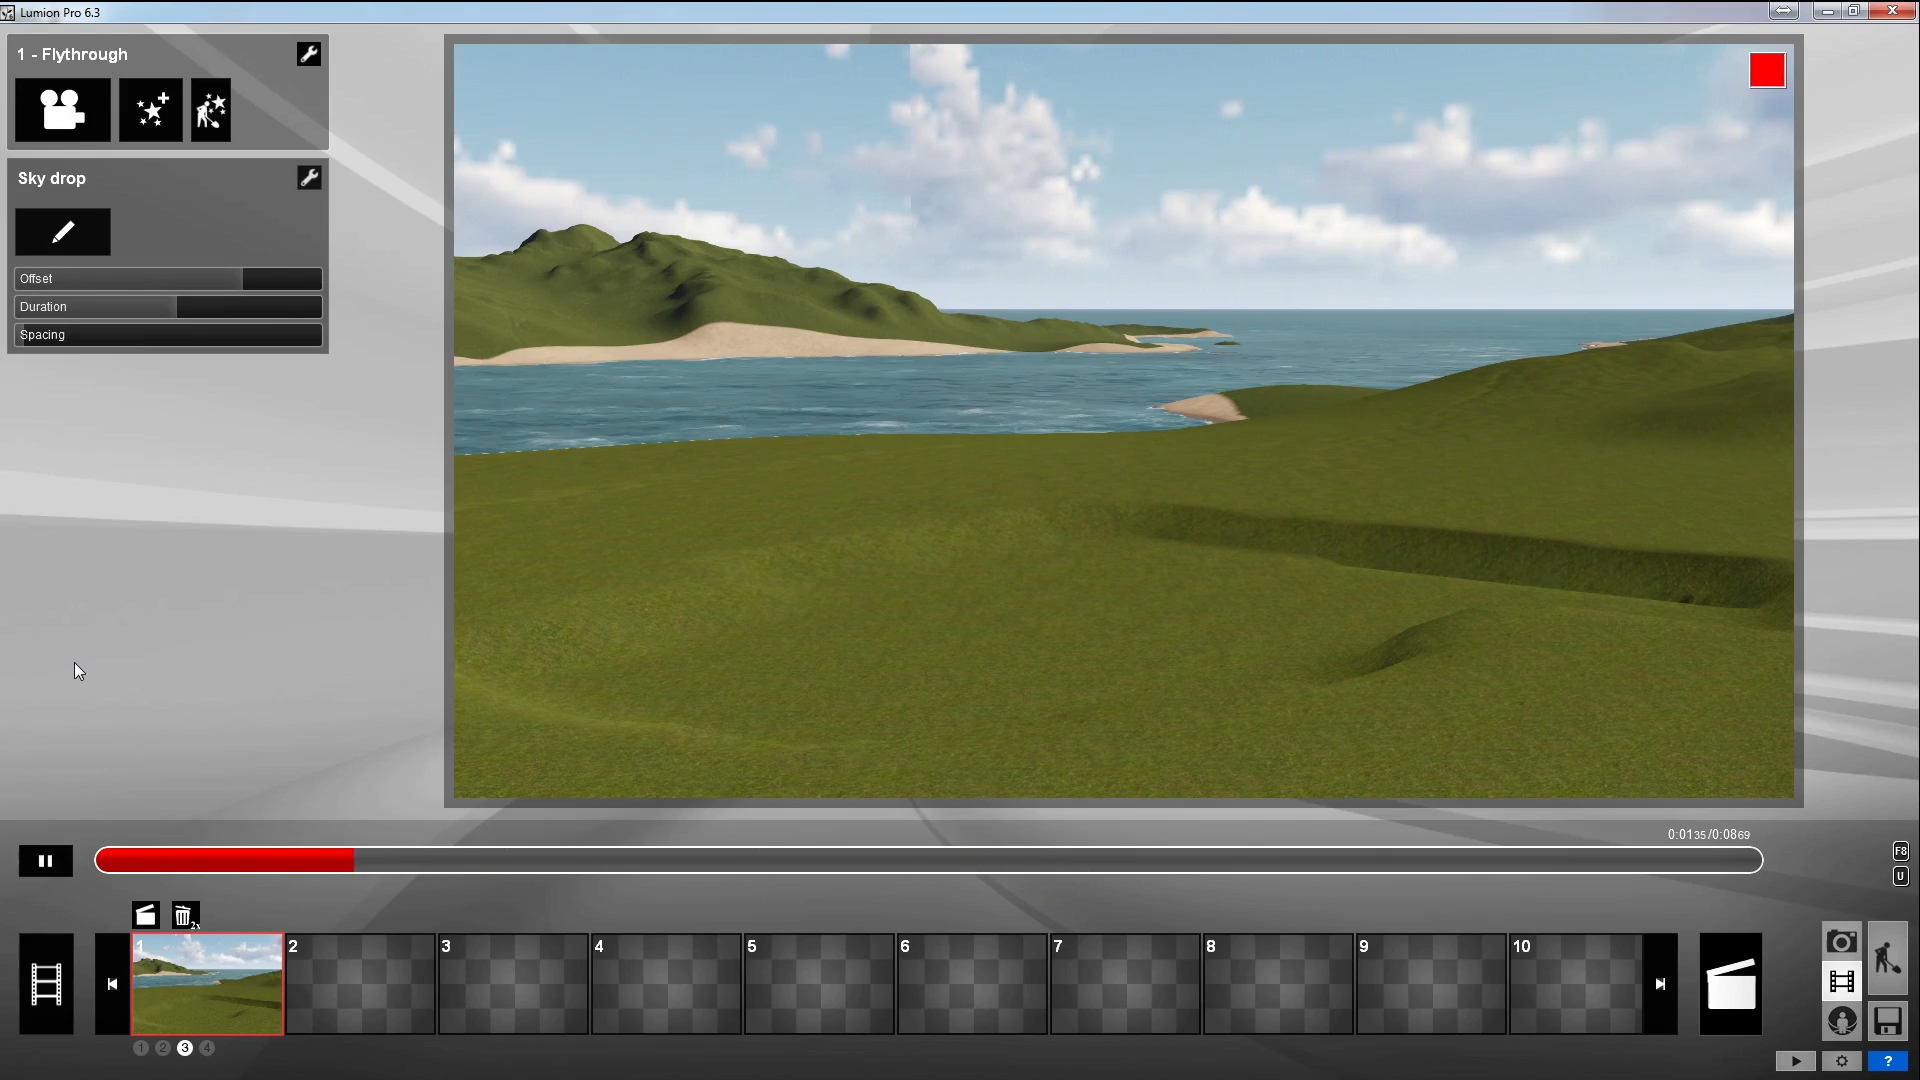 Lumion Pro 6.3
1 - Flythrough
Sky drop
Offset
Duration
Spacing
0:0135/0:0869
F8
U
2x
1 2 3 4 5 6 7 8 9 10
1 2 3 4
?